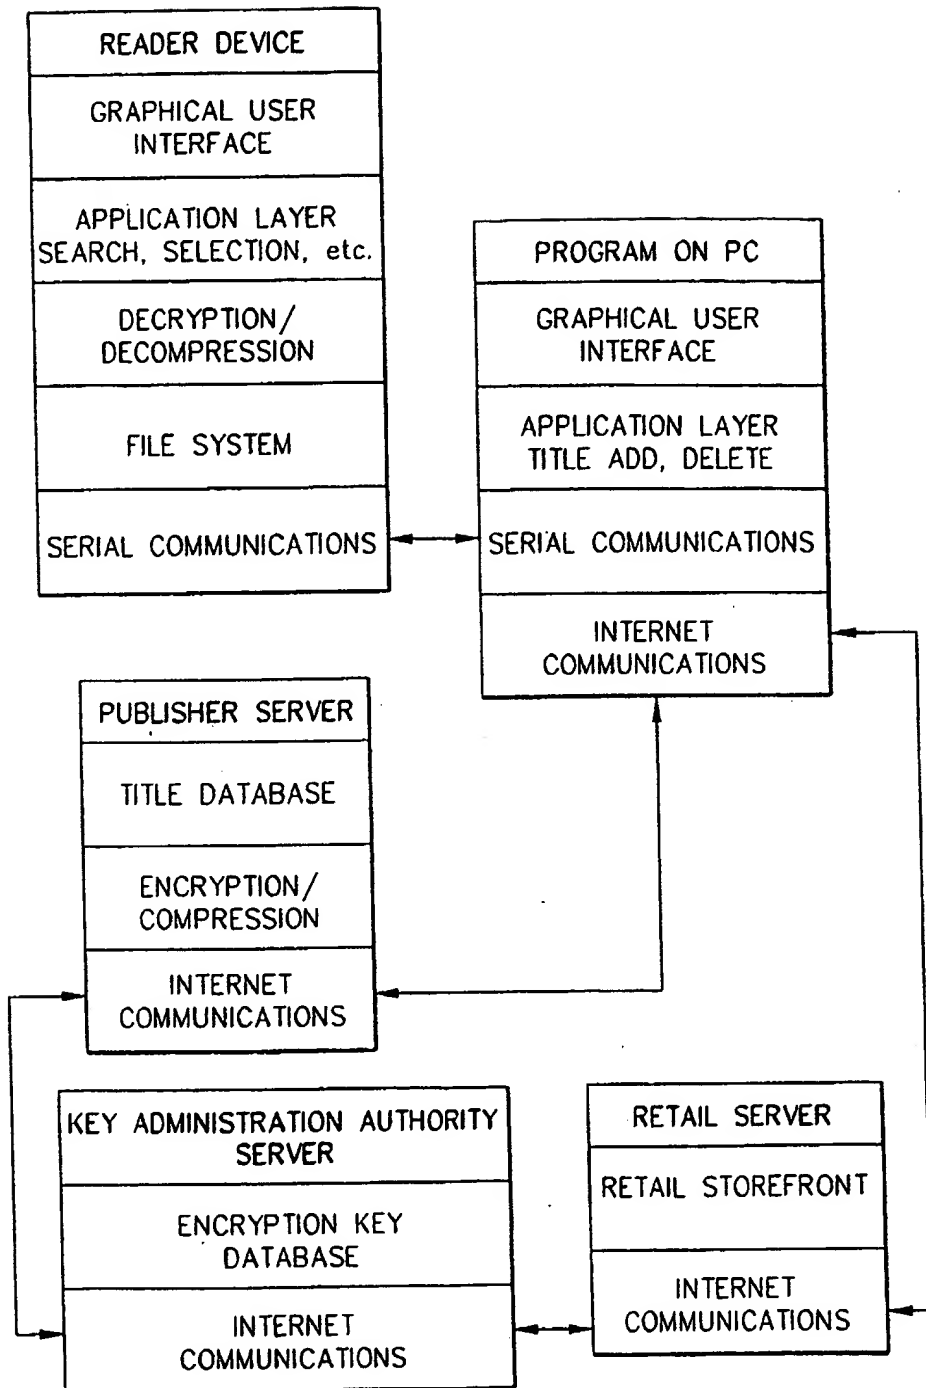 READER DEVICE
GRAPHICAL USER
INTERFACE
APPLICATION LAYER
SEARCH, SELECTION, etc.
DECRYPTION/
DECOMPRESSION
FILE SYSTEM
SERIAL COMMUNICATIONS
PROGRAM ON PC
GRAPHICAL USER
INTERFACE
APPLICATION LAYER
TITLE ADD, DELETE
SERIAL COMMUNICATIONS
INTERNET
COMMUNICATIONS
PUBLISHER SERVER
TITLE DATABASE
ENCRYPTION/
COMPRESSION
INTERNET
COMMUNICATIONS
KEY ADMINISTRATION AUTHORITY
SERVER
ENCRYPTION KEY
DATABASE
INTERNET
COMMUNICATIONS
RETAIL SERVER
RETAIL STOREFRONT
INTERNET
COMMUNICATIONS